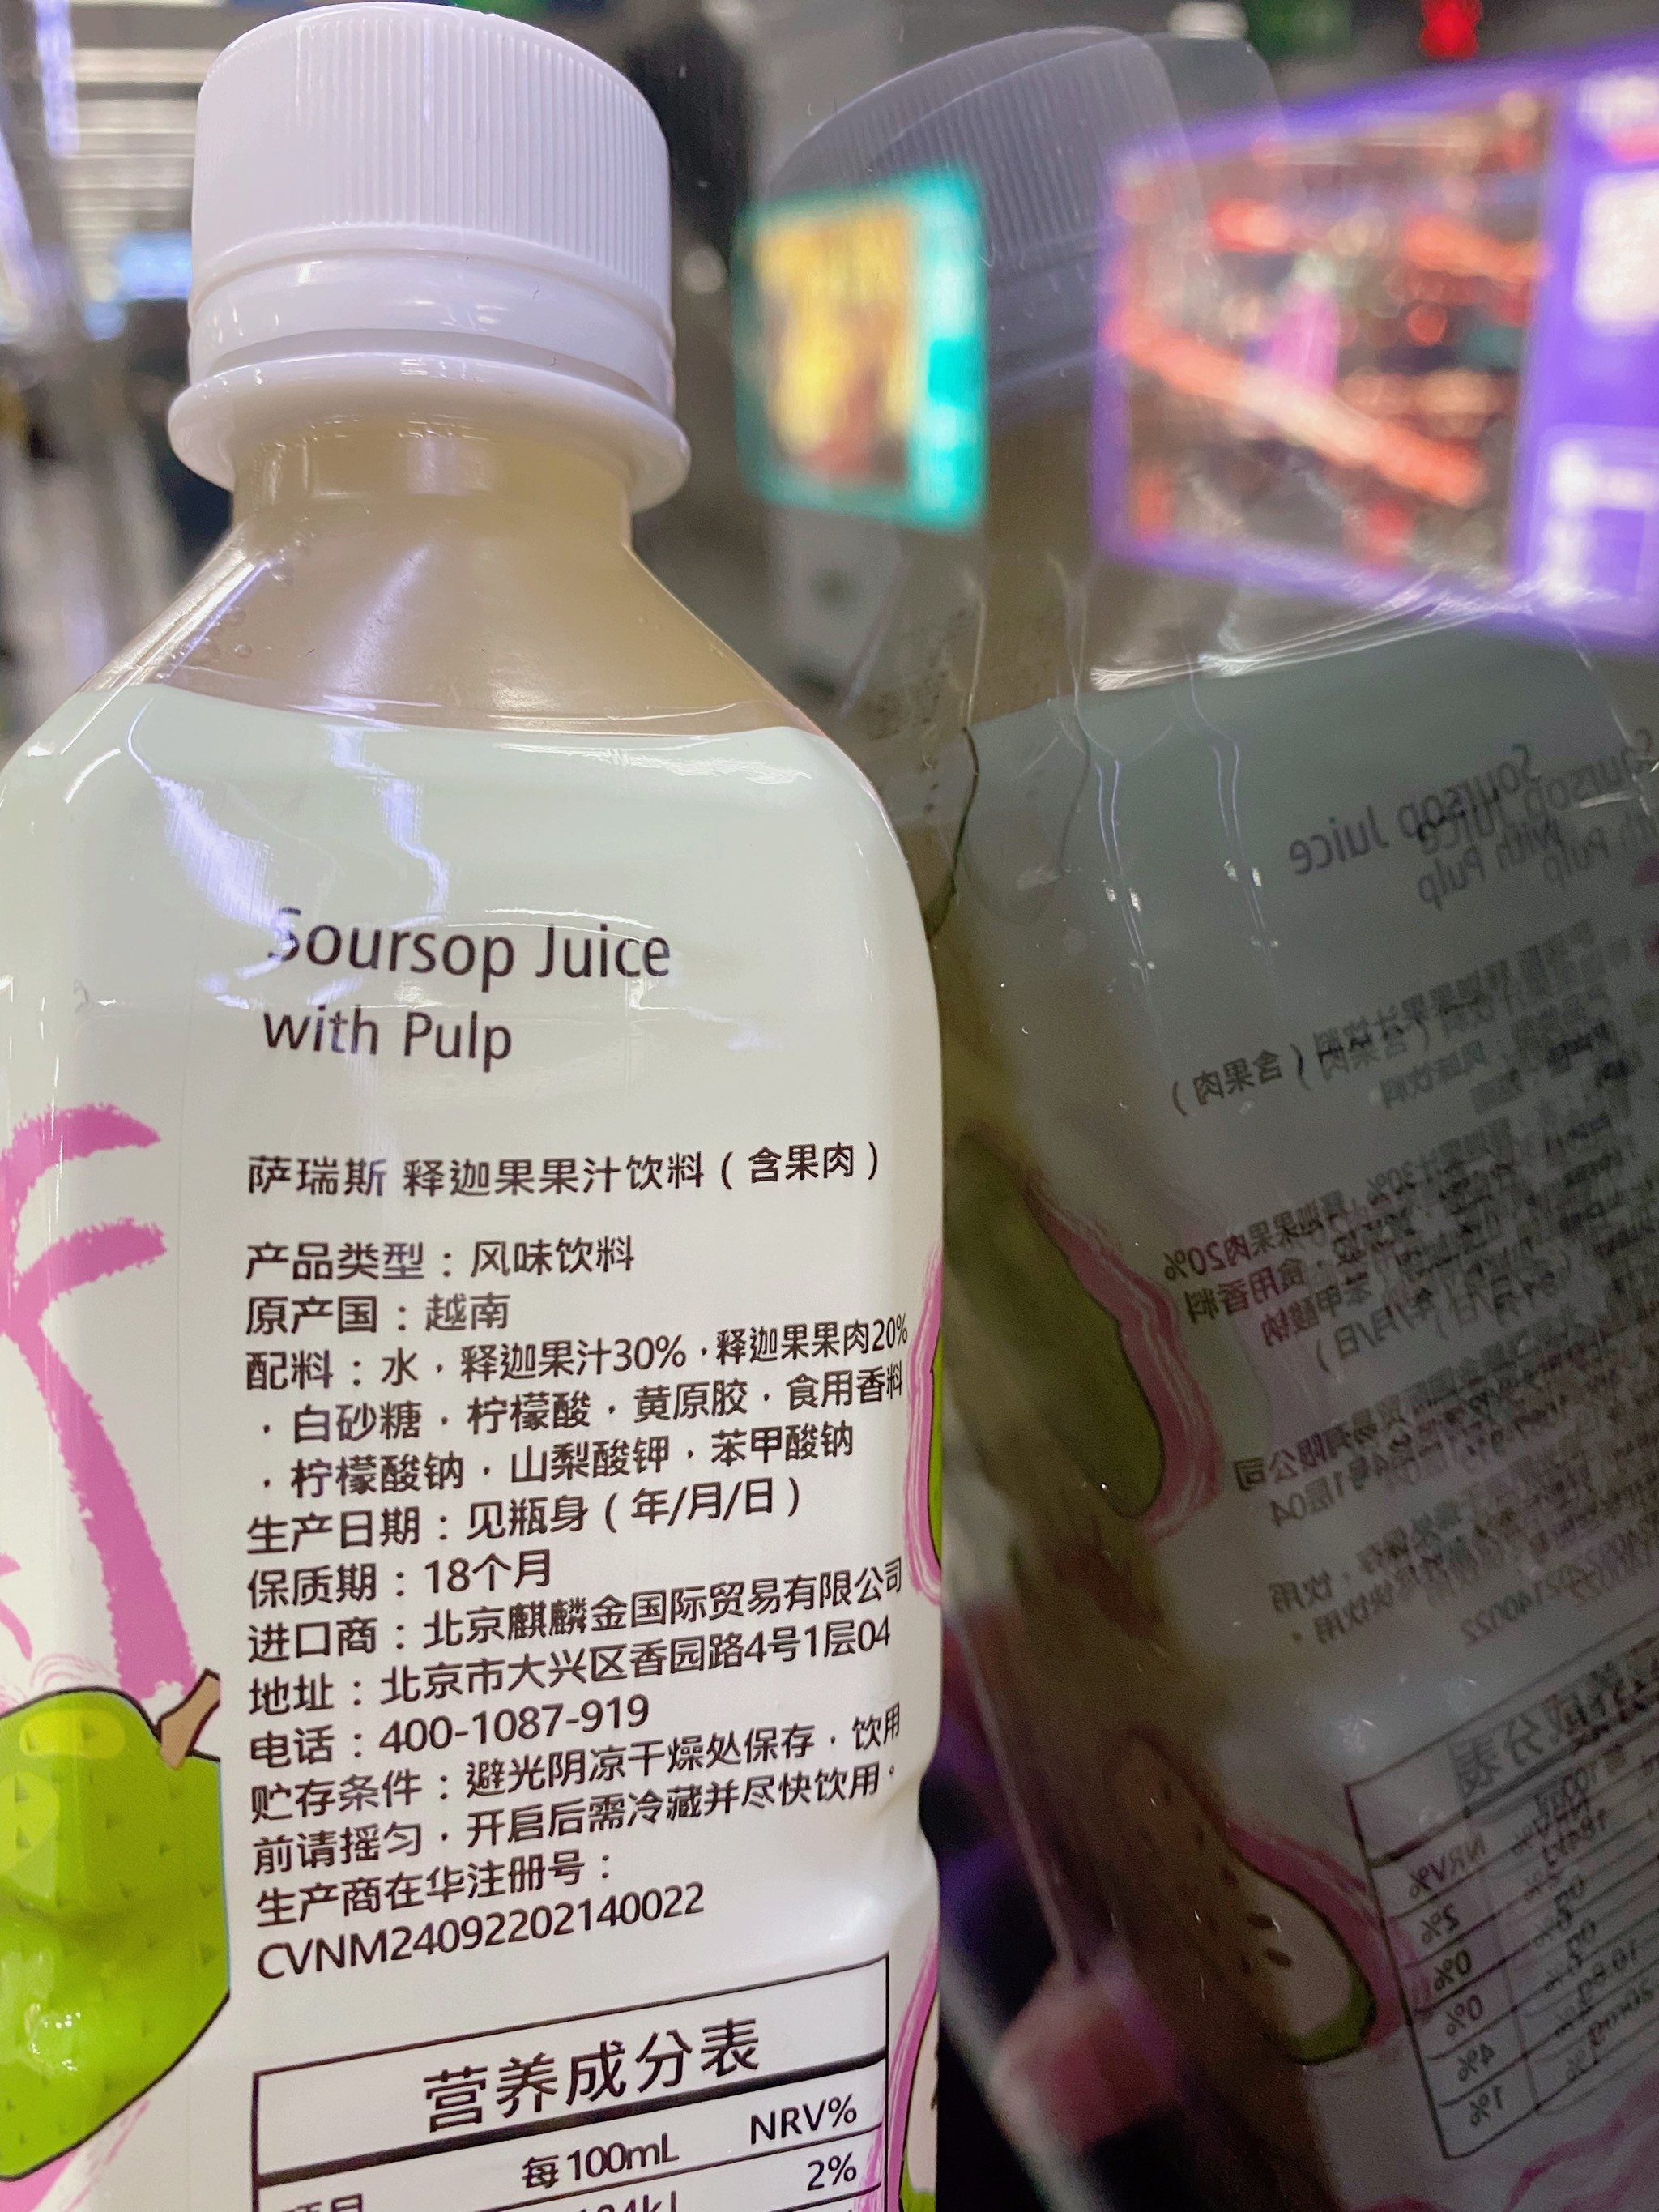 Soursop Juice
with Pulp
萨瑞斯 释迦果果汁饮料（含果肉）
产品类型：风味饮料
原产国：越南
配料：水，释迦果汁30%，释迦果果肉20%
，白砂糖，柠檬酸，黄原胶，食用香料
，柠檬酸钠，山梨酸钾，苯甲酸钠
生产日期：见瓶身（年/月/日）
保质期：18个月
进口商：北京麒麟金国际贸易有限公司
地址：北京市大兴区香园路4号1层04
电话：400-1087-919
贮存条件：避光阴凉干燥处保存，饮用
前请摇匀，开启后需冷藏并尽快饮用。
生产商在华注册号：
CVNM24092202140022
营养成分表
每100mL NRV%
2%